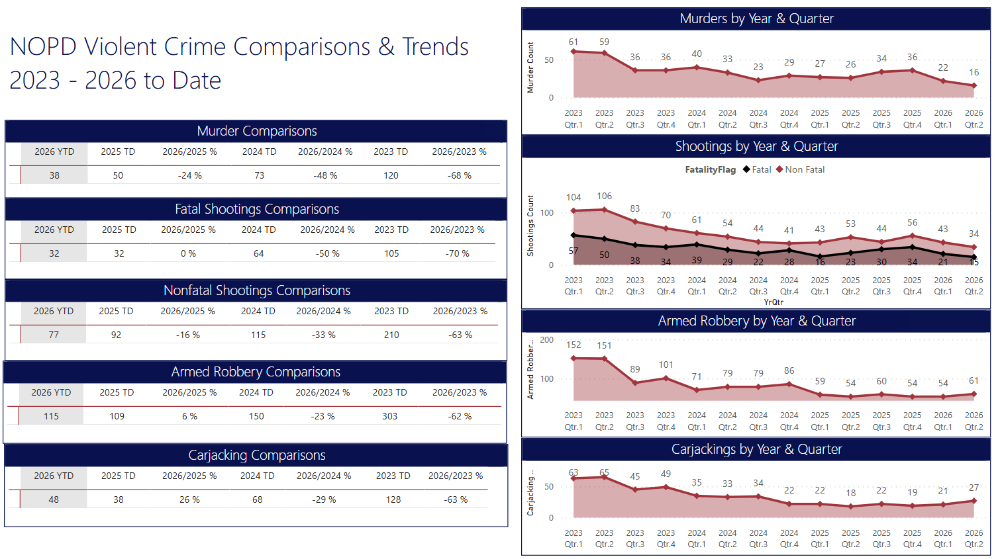 NOPD Violent Crime Comparisons & Trends
2023 - 2026 to Date
Murder Comparisons
2026 YTD 2025 TD 2026/2025 % 2024 TD 2026/2024 % 2023 TD 2026/2023 %
38 50 -24 % 73 -48 % 120 -68 %
Fatal Shootings Comparisons
2026 YTD 2025 TD 2026/2025 % 2024 TD 2026/2024 % 2023 TD 2026/2023 %
32 32 0 % 64 -50 % 105 -70 %
Nonfatal Shootings Comparisons
2026 YTD 2025 TD 2026/2025 % 2024 TD 2026/2024 % 2023 TD 2026/2023 %
77 92 -16 % 115 -33 % 210 -63 %
Armed Robbery Comparisons
2026 YTD 2025 TD 2026/2025 % 2024 TD 2026/2024 % 2023 TD 2026/2023 %
115 109 6 % 150 -23 % 303 -62 %
Carjacking Comparisons
2026 YTD 2025 TD 2026/2025 % 2024 TD 2026/2024 % 2023 TD 2026/2023 %
48 38 26 % 68 -29 % 128 -63 %
Murders by Year & Quarter
Murder Count
50
0
61 59 36 36 40 33 23 29 27 26 34 36 22 16
2023 2023 2023 2023 2024 2024 2024 2024 2025 2025 2025 2025 2026 2026
Qtr.1 Qtr.2 Qtr.3 Qtr.4 Qtr.1 Qtr.2 Qtr.3 Qtr.4 Qtr.1 Qtr.2 Qtr.3 Qtr.4 Qtr.1 Qtr.2
Shootings by Year & Quarter
FatalityFlag Fatal Non Fatal
Shootings Count
100
0
104 106 83 70 61 54 44 41 43 53 44 56 43 34
57 50 38 34 39 29 22 28 16 23 30 34 21 15
2023 2023 2023 2023 2024 2024 2024 2024 2025 2025 2025 2025 2026 2026
Qtr.1 Qtr.2 Qtr.3 Qtr.4 Qtr.1 Qtr.2 Qtr.3 Qtr.4 Qtr.1 Qtr.2 Qtr.3 Qtr.4 Qtr.1 Qtr.2
YrQtr
Armed Robbery by Year & Quarter
Armed Robber...
200
100
152 151 89 101 71 79 79 86 59 54 60 54 54 61
2023 2023 2023 2023 2024 2024 2024 2024 2025 2025 2025 2025 2026 2026
Qtr.1 Qtr.2 Qtr.3 Qtr.4 Qtr.1 Qtr.2 Qtr.3 Qtr.4 Qtr.1 Qtr.2 Qtr.3 Qtr.4 Qtr.1 Qtr.2
Carjackings by Year & Quarter
Carjacking ...
50
0
63 65 45 49 35 33 34 22 22 18 22 19 21 27
2023 2023 2023 2023 2024 2024 2024 2024 2025 2025 2025 2025 2026 2026
Qtr.1 Qtr.2 Qtr.3 Qtr.4 Qtr.1 Qtr.2 Qtr.3 Qtr.4 Qtr.1 Qtr.2 Qtr.3 Qtr.4 Qtr.1 Qtr.2